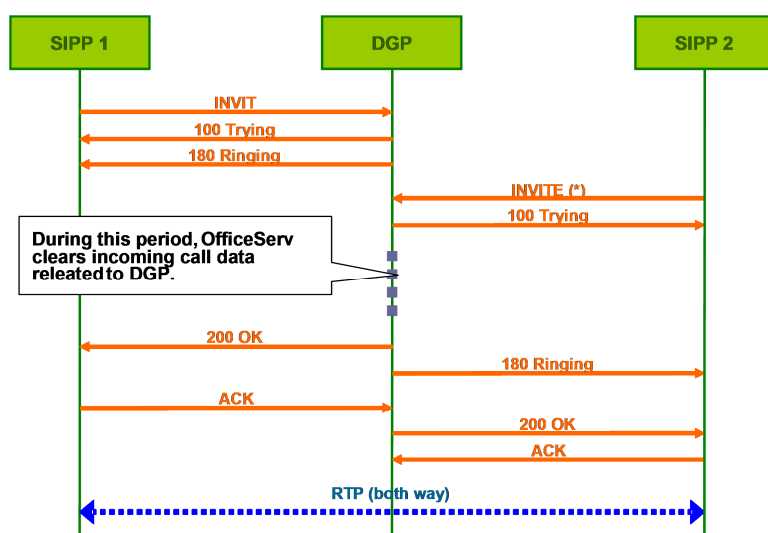 SIPP 1
DGP
SIPP 2
INVIT
100 Trying
180 Ringing
INVITE (*)
100 Trying
During this period, OfficeServ
clears incoming call data
releated to DGP.
200 OK
180 Ringing
ACK
200 OK
ACK
RTP (both way)